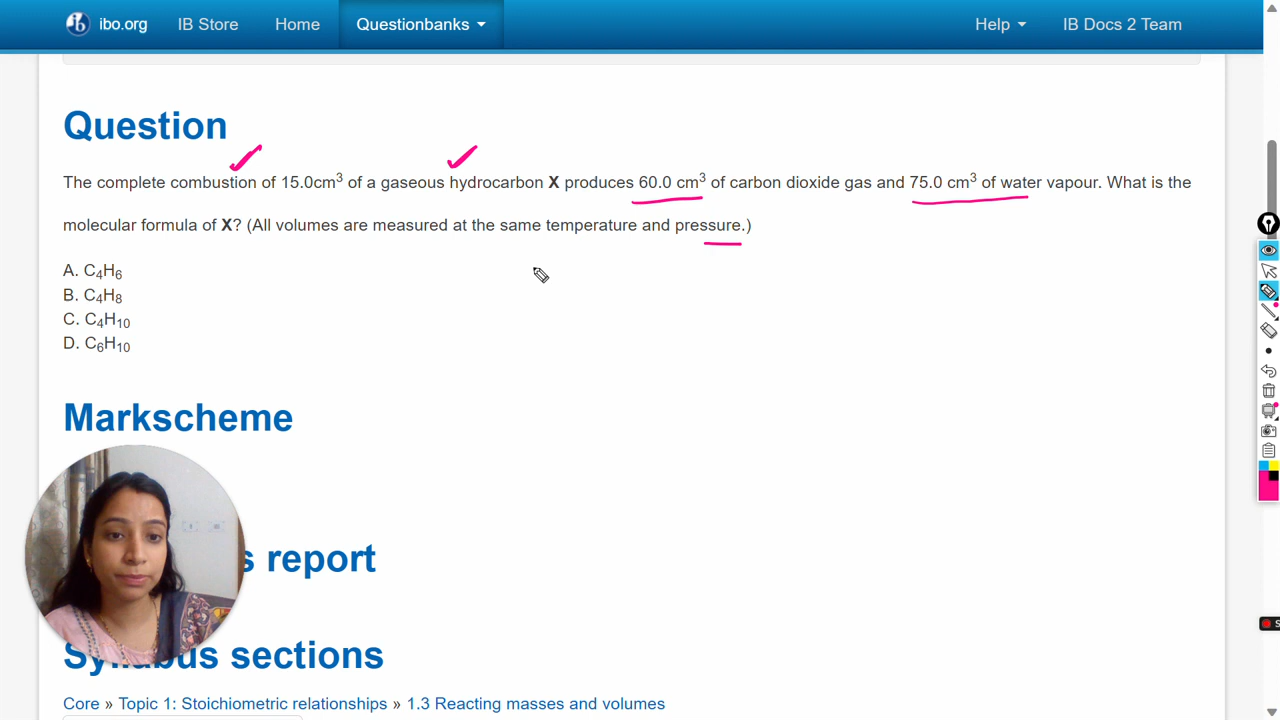 ibo.org IB Store Home Questionbanks Help IB Docs 2 Team
Question
The complete combustion of 15.0cm³ of a gaseous hydrocarbon X produces 60.0 cm³ of carbon dioxide gas and 75.0 cm³ of water vapour. What is the
molecular formula of X? (All volumes are measured at the same temperature and pressure.)
A. C₄H₆
B. C₄H₈
C. C₄H₁₀
D. C₆H₁₀
Markscheme
report
sections
Core » Topic 1: Stoichiometric relationships » 1.3 Reacting masses and volumes